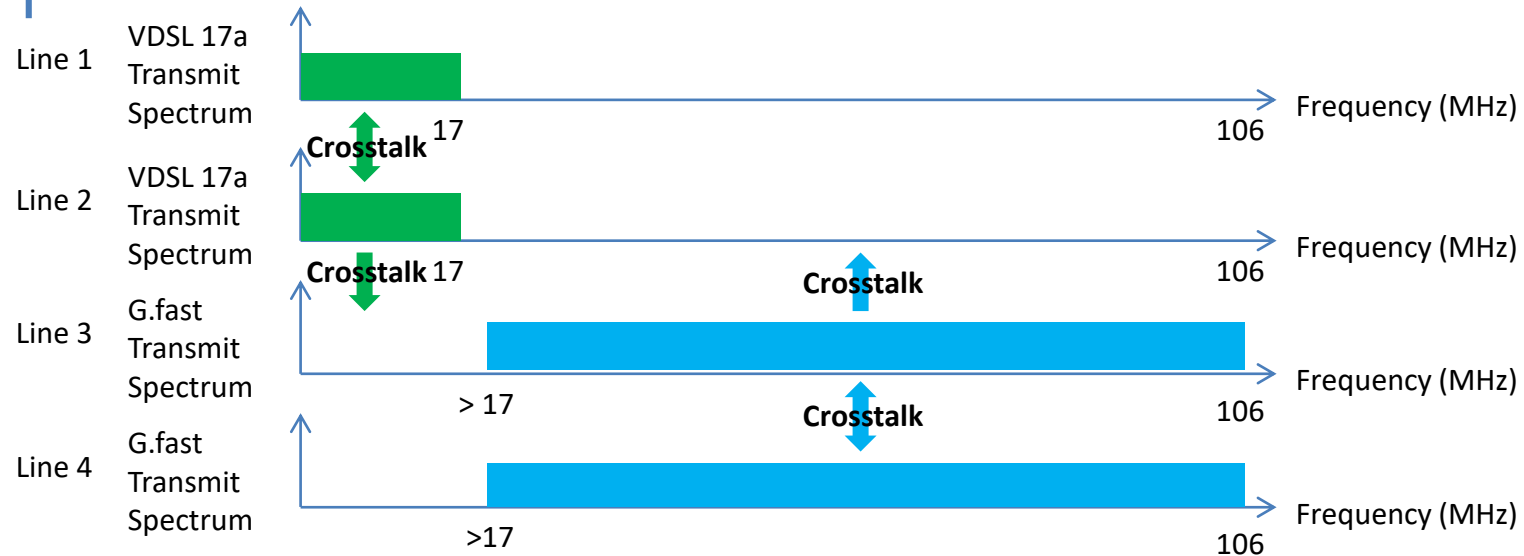 Line 1
VDSL 17a
Transmit
Spectrum
17
106
Frequency (MHz)
Crosstalk
Line 2
VDSL 17a
Transmit
Spectrum
17
106
Frequency (MHz)
Crosstalk
Crosstalk
Line 3
G.fast
Transmit
Spectrum
> 17
106
Frequency (MHz)
Crosstalk
Line 4
G.fast
Transmit
Spectrum
>17
106
Frequency (MHz)